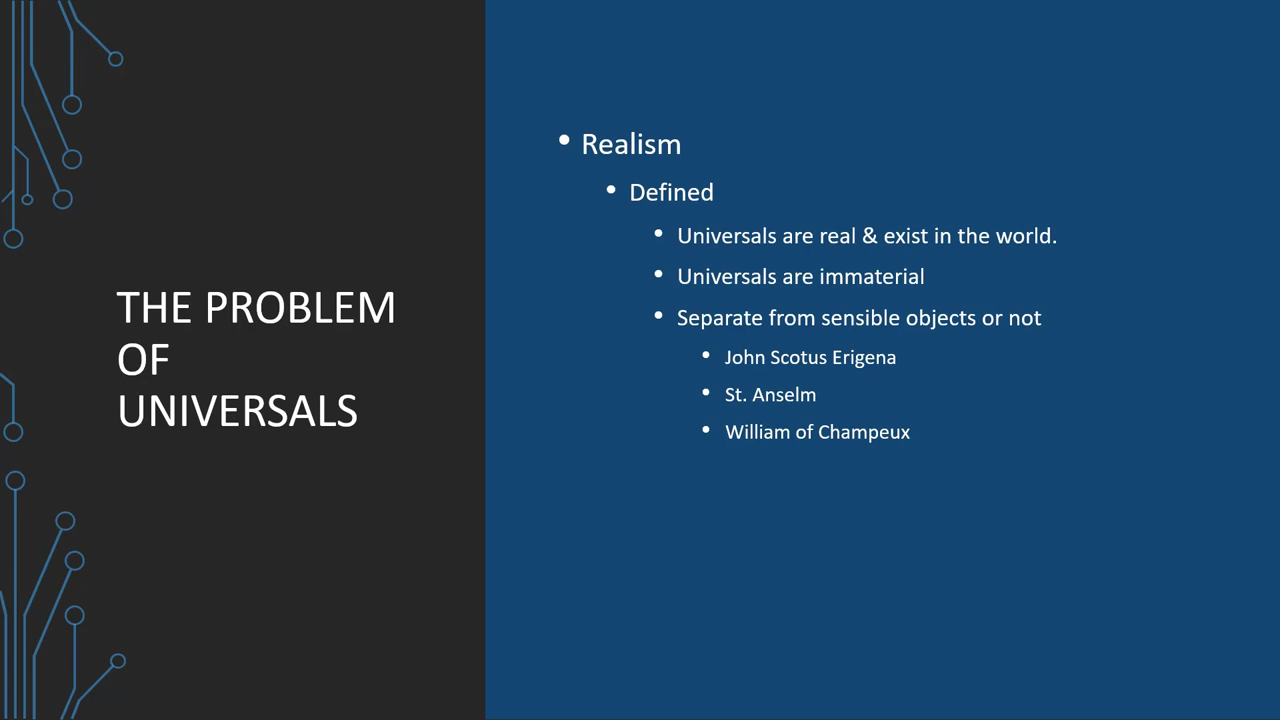 THE PROBLEM
OF
UNIVERSALS
• Realism
• Defined
• Universals are real & exist in the world.
• Universals are immaterial
• Separate from sensible objects or not
• John Scotus Erigena
• St. Anselm
• William of Champeux